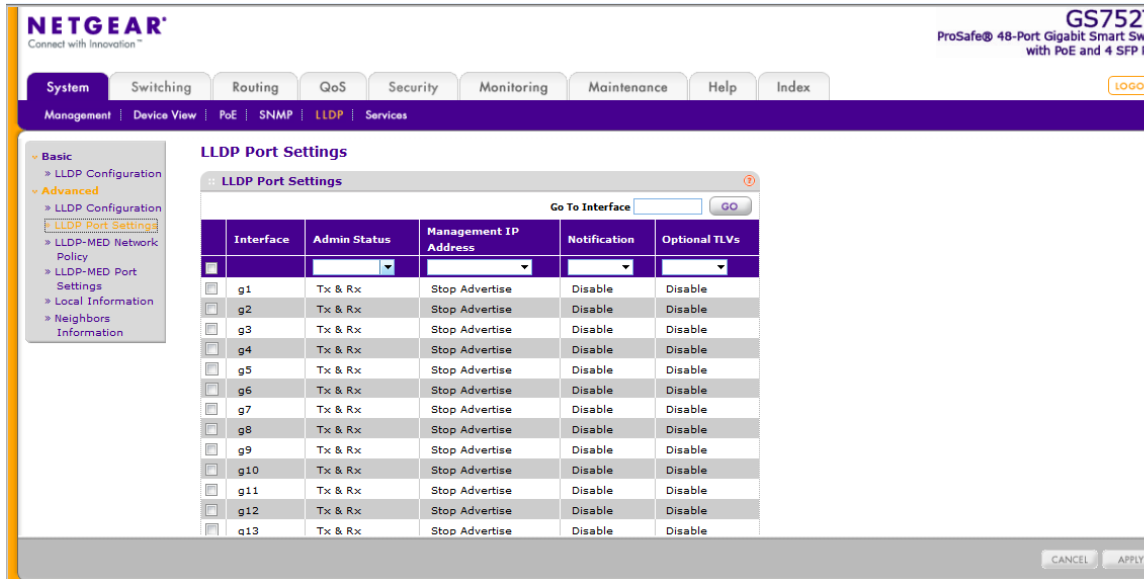 NETGEAR®
Connect with Innovation™
GS752
ProSafe® 48-Port Gigabit Smart
with PoE and 4 SFP
System Switching Routing QoS Security Monitoring Maintenance Help Index
Management Device View PoE SNMP LLDP Services
Basic
» LLDP Configuration
Advanced
» LLDP Configuration
» LLDP Port Settings
» LLDP-MED Network
Policy
» LLDP-MED Port
Settings
» Local Information
» Neighbors
Information
LLDP Port Settings
LLDP Port Settings
Go To Interface GO
Interface Admin Status Management IP Address Notification Optional TLVs
g1 Tx & Rx Stop Advertise Disable Disable
g2 Tx & Rx Stop Advertise Disable Disable
g3 Tx & Rx Stop Advertise Disable Disable
g4 Tx & Rx Stop Advertise Disable Disable
g5 Tx & Rx Stop Advertise Disable Disable
g6 Tx & Rx Stop Advertise Disable Disable
g7 Tx & Rx Stop Advertise Disable Disable
g8 Tx & Rx Stop Advertise Disable Disable
g9 Tx & Rx Stop Advertise Disable Disable
g10 Tx & Rx Stop Advertise Disable Disable
g11 Tx & Rx Stop Advertise Disable Disable
g12 Tx & Rx Stop Advertise Disable Disable
g13 Tx & Rx Stop Advertise Disable Disable
CANCEL APPLY